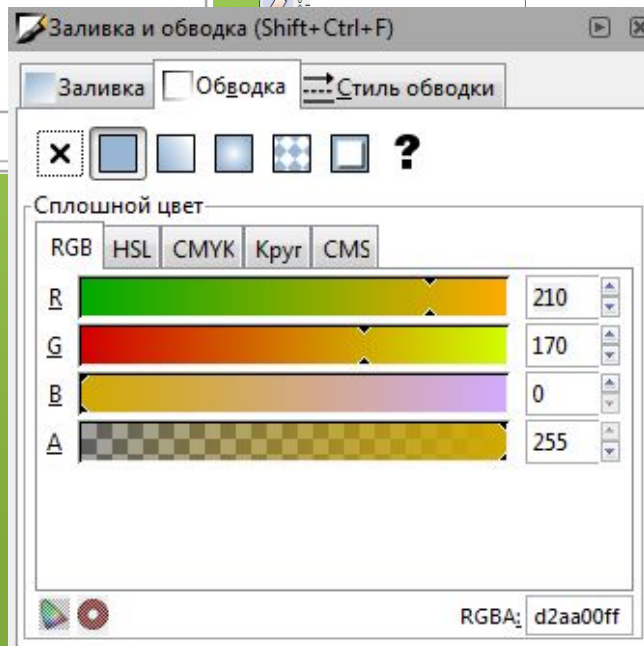 Заливка и обводка (Shift+Ctrl+F)
Заливка Обводка Стиль обводки
?
Сплошной цвет
RGB HSL CMYK Круг CMS
R 210
G 170
B 0
A 255
RGBA: d2aa00ff